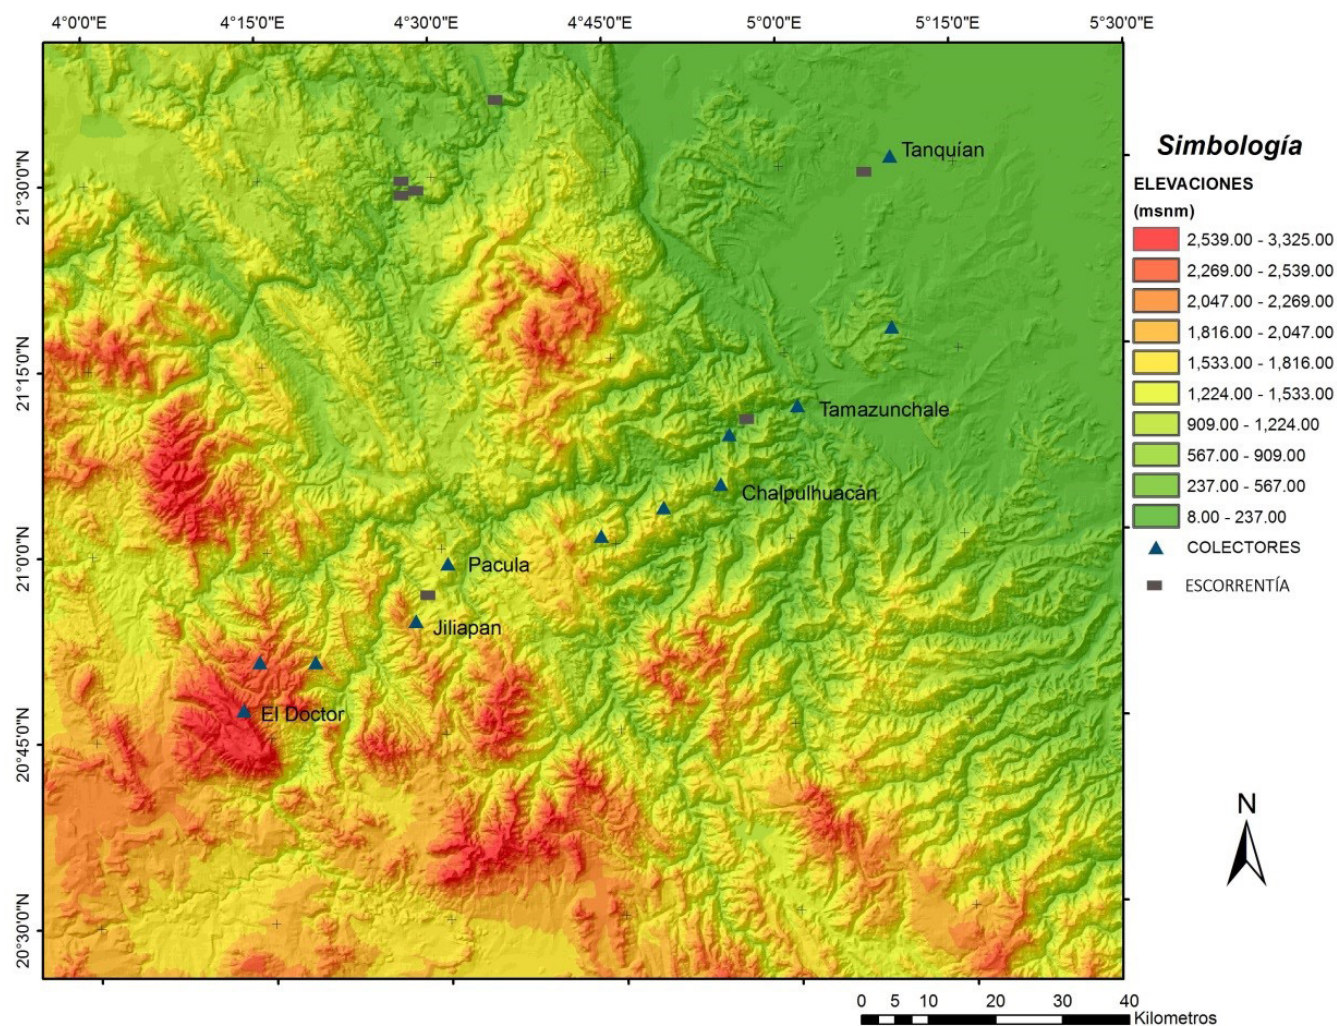 4°0'0"E 4°15'0"E 4°30'0"E 4°45'0"E 5°0'0"E 5°15'0"E 5°30'0"E
21°30'0"N
21°15'0"N
21°0'0"N
20°45'0"N
20°30'0"N
Tanquían
Tamazunchale
Chalpulhuacán
Pacula
Jiliapan
El Doctor
Simbología
ELEVACIONES
(msnm)
2,539.00 - 3,325.00
2,269.00 - 2,539.00
2,047.00 - 2,269.00
1,816.00 - 2,047.00
1,533.00 - 1,816.00
1,224.00 - 1,533.00
909.00 - 1,224.00
567.00 - 909.00
237.00 - 567.00
8.00 - 237.00
COLECTORES
ESCORRENTÍA
N
0 5 10 20 30 40
Kilometros